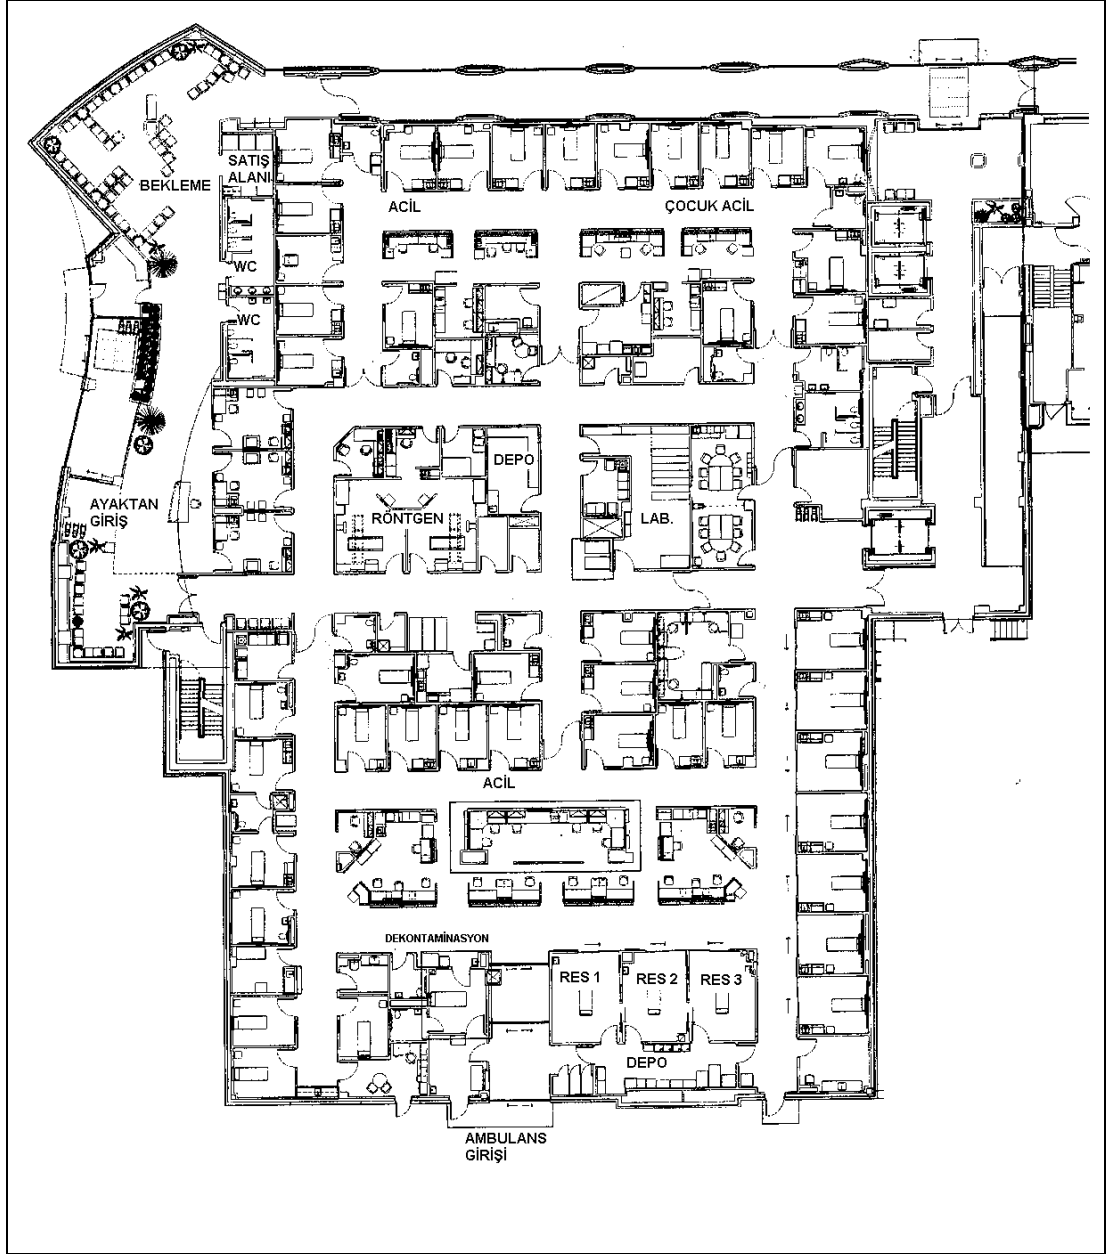 SATIŞ
ALANI
BEKLEME
ACİL
ÇOCUK ACİL
WC
WC
DEPO
AYAKTAN
GİRİŞ
RÖNTGEN
LAB.
ACİL
DEKONTAMİNASYON
RES 1
RES 2
RES 3
DEPO
AMBULANS
GİRİŞİ